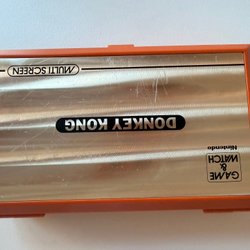 GAME
&
WATCH
Nintendo
DONKEY KONG
MULTI SCREEN